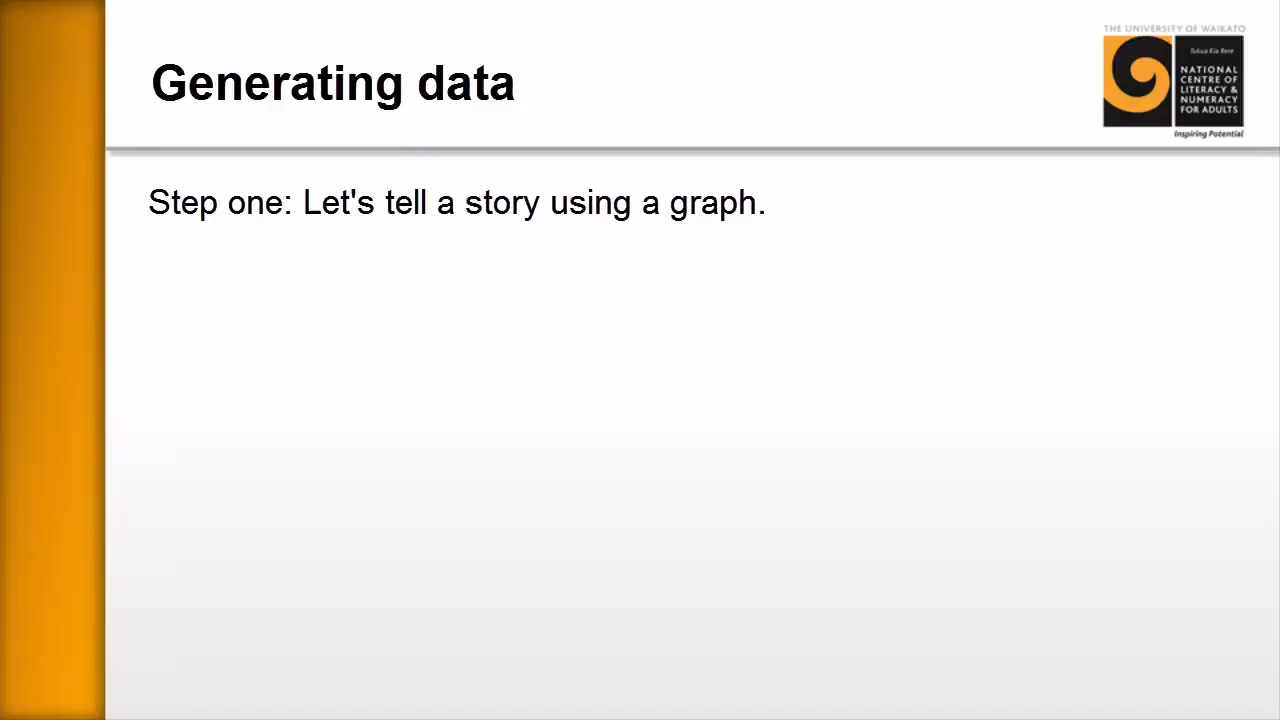 THE UNIVERSITY OF WAIKATO
Generating data
Tukua Kia Rere
NATIONAL
CENTRE OF
LITERACY &
NUMERACY
FOR ADULTS
Inspiring Potential
Step one: Let's tell a story using a graph.